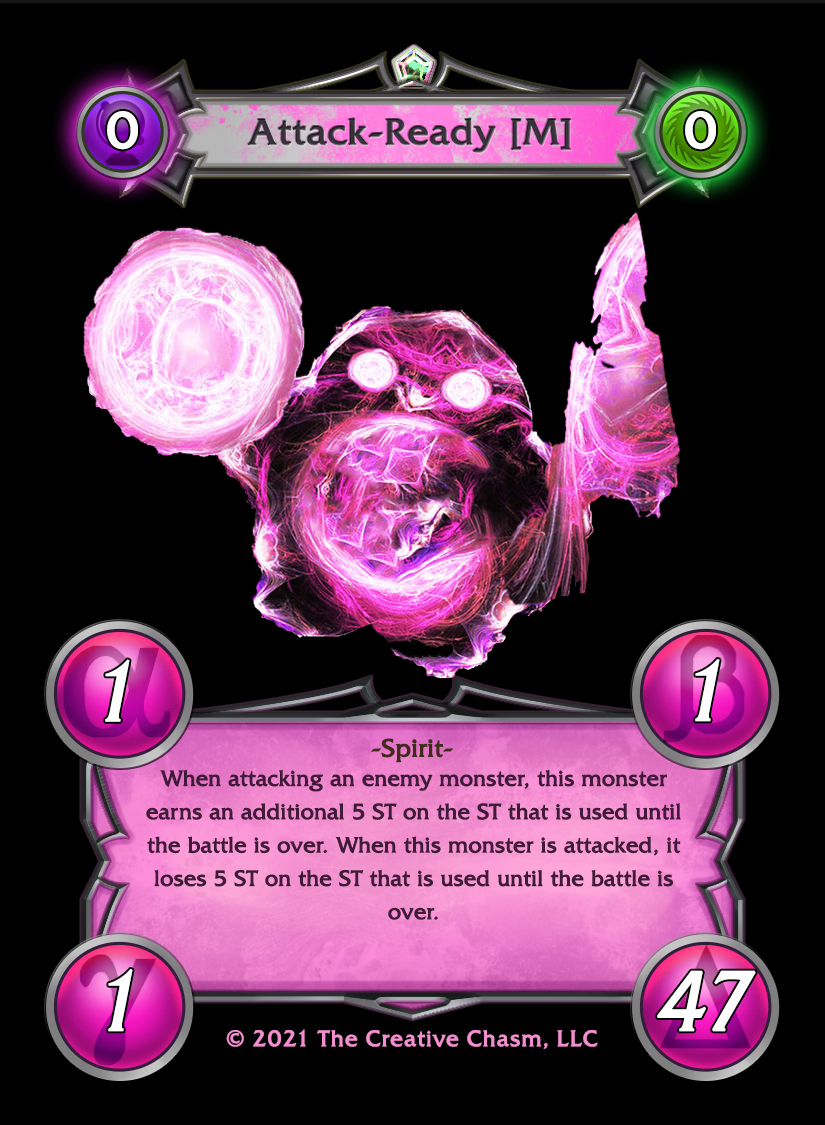 0 Attack-Ready [M] 0
α 1 β 1
-Spirit-
When attacking an enemy monster, this monster
earns an additional 5 ST on the ST that is used until
the battle is over. When this monster is attacked, it
loses 5 ST on the ST that is used until the battle is
over.
γ 1 Δ 47
© 2021 The Creative Chasm, LLC